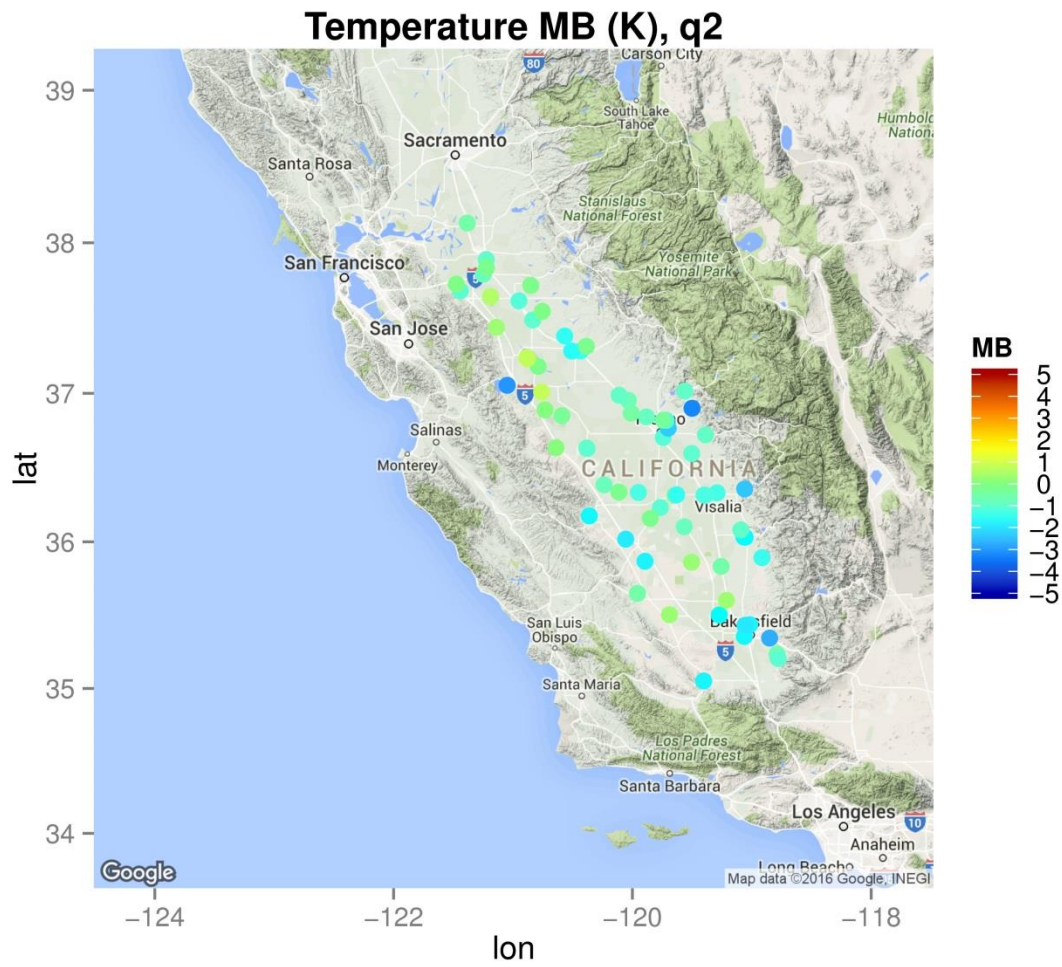 Temperature MB (K), q2
80
Carson City
39
South Lake
Tahoe
Sacramento
Santa Rosa
Stanislaus
National Forest
38
Yosemite
National Park
San Francisco
5
San Jose
MB
5
4
3
2
1
0
−1
−2
−3
−4
−5
37
5
Salinas
Monterey
CALIFORNIA
lat
Visalia
36
San Luis
Obispo
5
35
Santa Maria
Los Padres
National Forest
Santa Barbara
Los Angeles
10
34
Anaheim
Long Beach
Google
Map data ©2016 Google, INEGI
−124
−122
−120
−118
lon